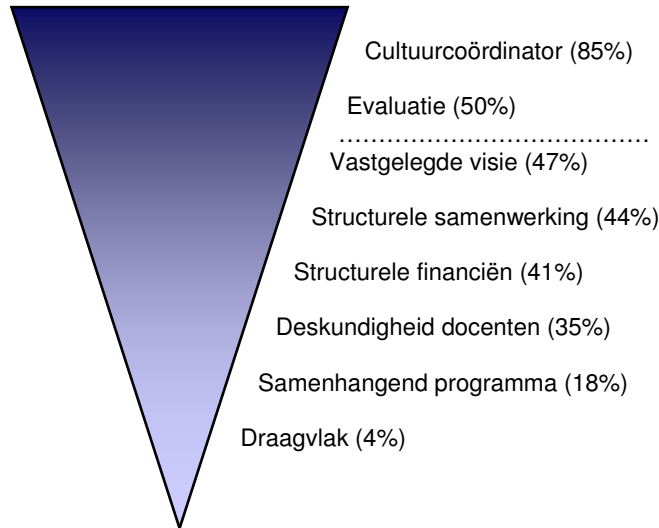 Cultuurcoördinator (85%)
Evaluatie (50%)
Vastgelegde visie (47%)
Structurele samenwerking (44%)
Structurele financiën (41%)
Deskundigheid docenten (35%)
Samenhangend programma (18%)
Draagvlak (4%)